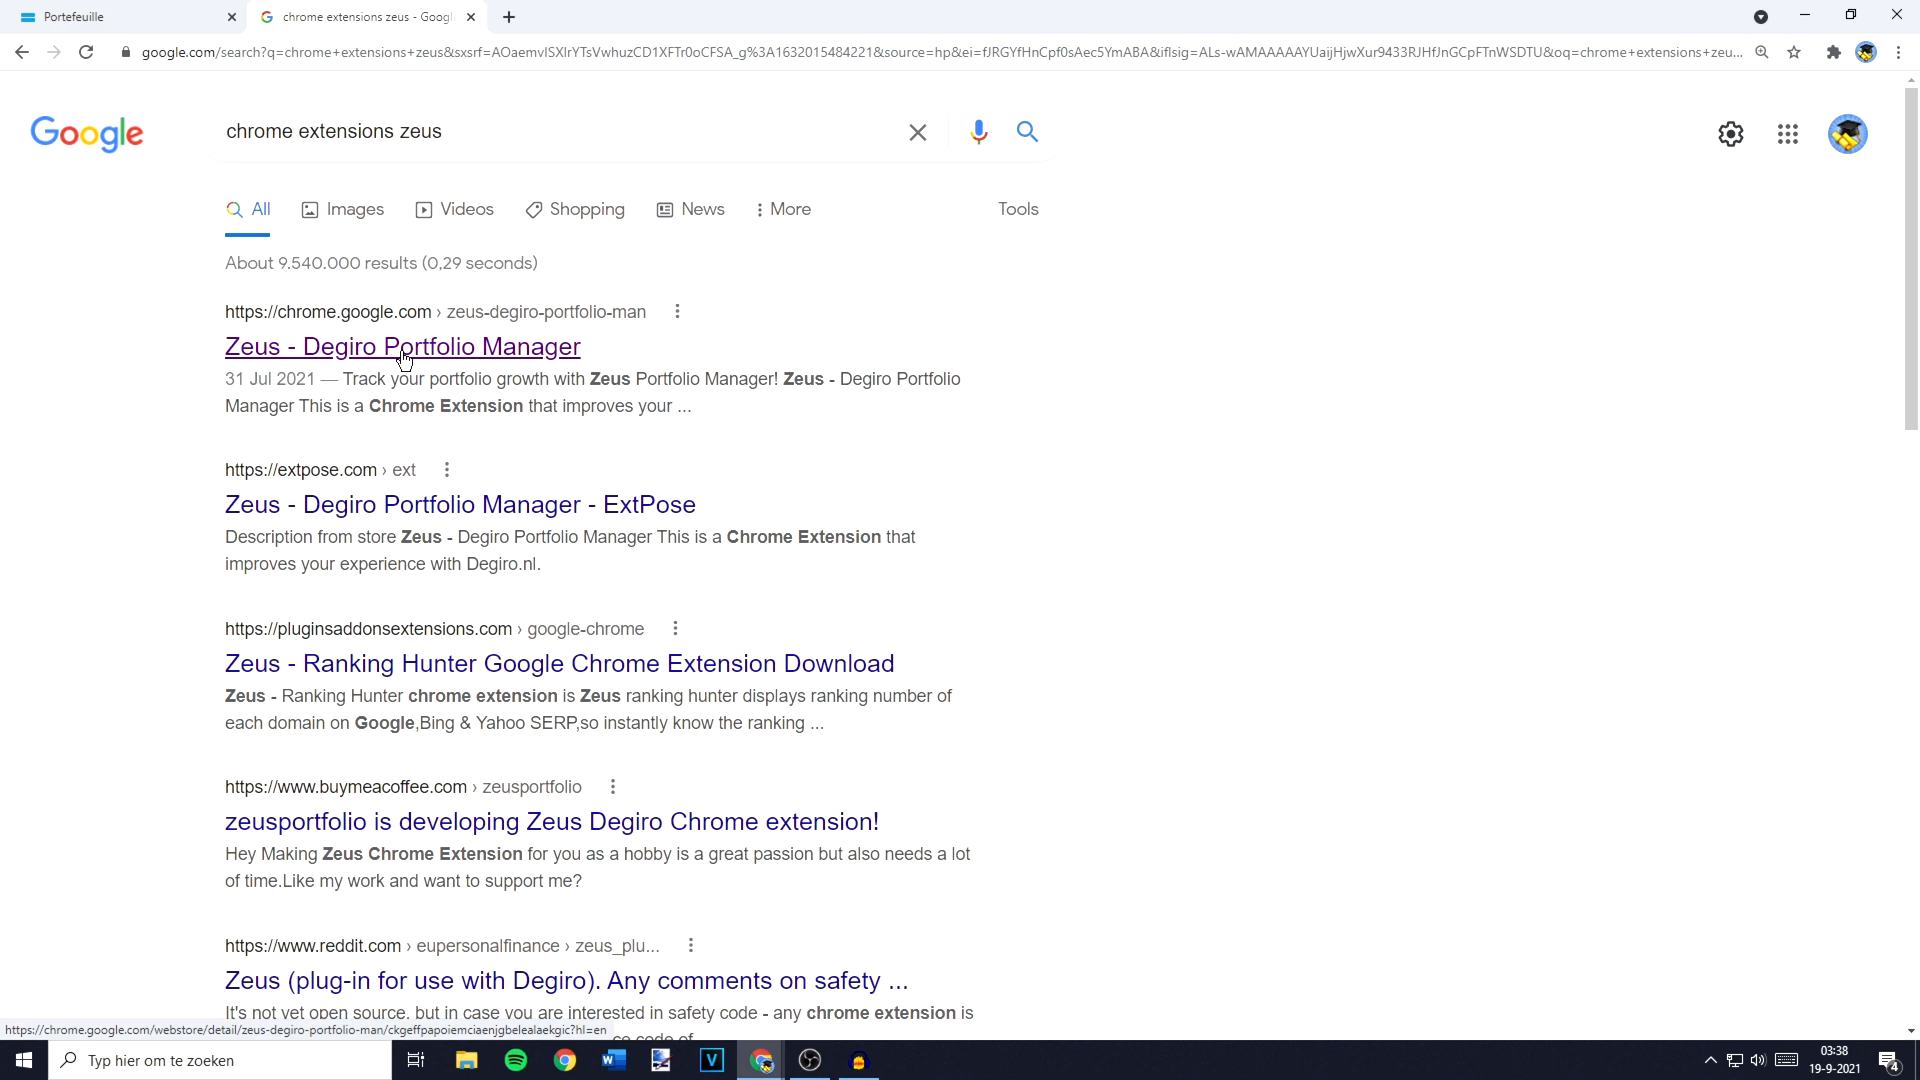 Portefeuille
chrome extensions zeus - Googl
google.com/search?q=chrome+extensions+zeus&sxsrf=AOaemvISXIrYTsVwhuzCD1XFTr0oCFSA_g%3A1632015484221&source=hp&ei=fJRGYfHnCpf0sAec5YmABA&iflsig=ALs-wAMAAAAAYUaijHjwXur9433RJHfJnGCpFTnWSDTU&oq=chrome+extensions+zeu...
Google
chrome extensions zeus
All Images Videos Shopping News More Tools
About 9.540.000 results (0,29 seconds)
https://chrome.google.com › zeus-degiro-portfolio-man
Zeus - Degiro Portfolio Manager
31 Jul 2021 — Track your portfolio growth with Zeus Portfolio Manager! Zeus - Degiro Portfolio
Manager This is a Chrome Extension that improves your ...
https://extpose.com › ext
Zeus - Degiro Portfolio Manager - ExtPose
Description from store Zeus - Degiro Portfolio Manager This is a Chrome Extension that
improves your experience with Degiro.nl.
https://pluginsaddonsextensions.com › google-chrome
Zeus - Ranking Hunter Google Chrome Extension Download
Zeus - Ranking Hunter chrome extension is Zeus ranking hunter displays ranking number of
each domain on Google,Bing & Yahoo SERP,so instantly know the ranking ...
https://www.buymeacoffee.com › zeusportfolio
zeusportfolio is developing Zeus Degiro Chrome extension!
Hey Making Zeus Chrome Extension for you as a hobby is a great passion but also needs a lot
of time.Like my work and want to support me?
https://www.reddit.com › eupersonalfinance › zeus_plu...
Zeus (plug-in for use with Degiro). Any comments on safety ...
It's not yet open source, but in case you are interested in safety code - any chrome extension is
https://chrome.google.com/webstore/detail/zeus-degiro-portfolio-man/ckgeffpapoiemciaenjgbelealaekgic?hl=en
Typ hier om te zoeken
03:38
19-9-2021
4